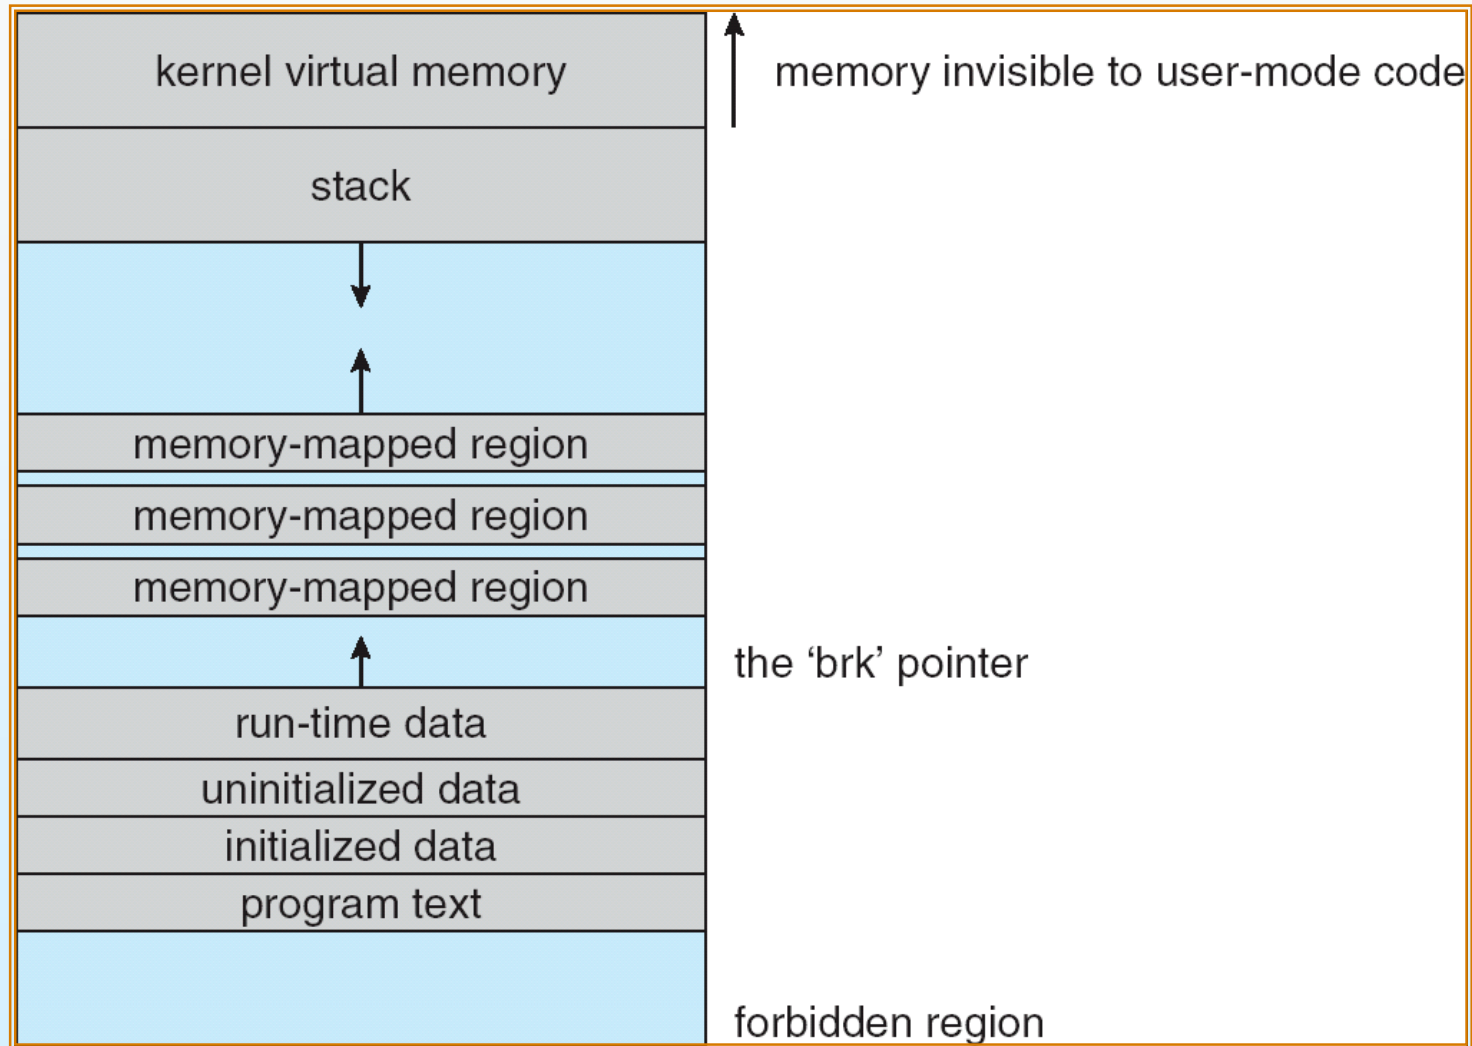 kernel virtual memory
memory invisible to user-mode code
stack
memory-mapped region
memory-mapped region
memory-mapped region
the ‘brk’ pointer
run-time data
uninitialized data
initialized data
program text
forbidden region